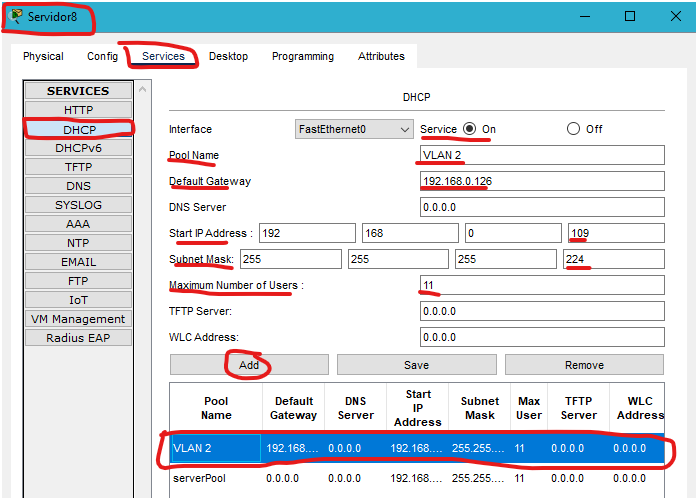 Servidor8
Physical Config Services Desktop Programming Attributes
SERVICES
HTTP
DHCP
DHCPv6
TFTP
DNS
SYSLOG
AAA
NTP
EMAIL
FTP
IoT
VM Management
Radius EAP
DHCP
Interface FastEthernet0 Service On Off
Pool Name VLAN 2
Default Gateway 192.168.0.126
DNS Server 0.0.0.0
Start IP Address : 192 168 0 109
Subnet Mask: 255 255 255 224
Maximum Number of Users : 11
TFTP Server: 0.0.0.0
WLC Address: 0.0.0.0
Add Save Remove
Pool Name Default Gateway DNS Server Start IP Address Subnet Mask Max User TFTP Server WLC Address
VLAN 2 192.168.... 0.0.0.0 192.168.... 255.255.... 11 0.0.0.0 0.0.0.0
serverPool 0.0.0.0 0.0.0.0 192.168.... 255.255.... 11 0.0.0.0 0.0.0.0